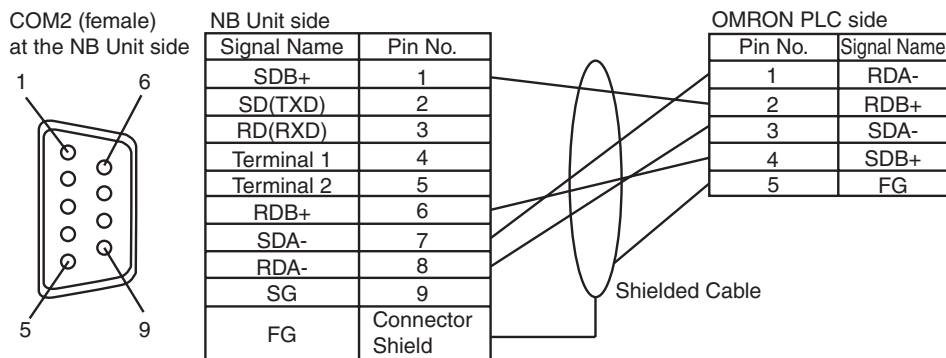 COM2 (female)
at the NB Unit side
1
6
5
9
NB Unit side
Signal Name Pin No.
SDB+ 1
SD(TXD) 2
RD(RXD) 3
Terminal 1 4
Terminal 2 5
RDB+ 6
SDA- 7
RDA- 8
SG 9
FG Connector
Shield
Shielded Cable
OMRON PLC side
Pin No. Signal Name
1 RDA-
2 RDB+
3 SDA-
4 SDB+
5 FG